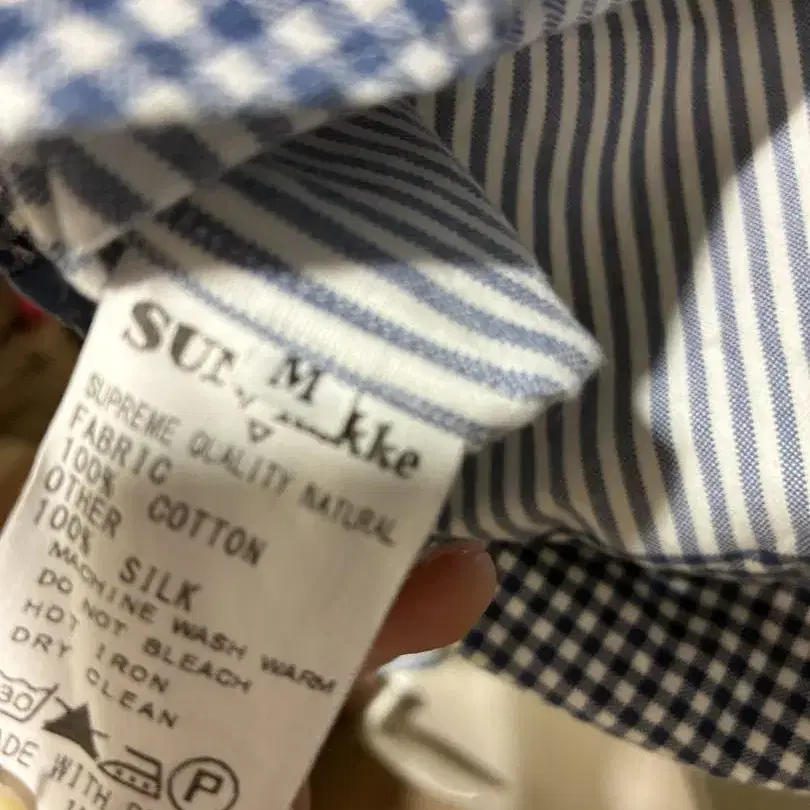 M
kke
SUPREME QUALITY NATURAL
FABRIC
100% COTTON
OTHER
100% SILK
MACHINE WASH WARM
DO NOT BLEACH
HOT IRON
DRY CLEAN
30
P
WITH